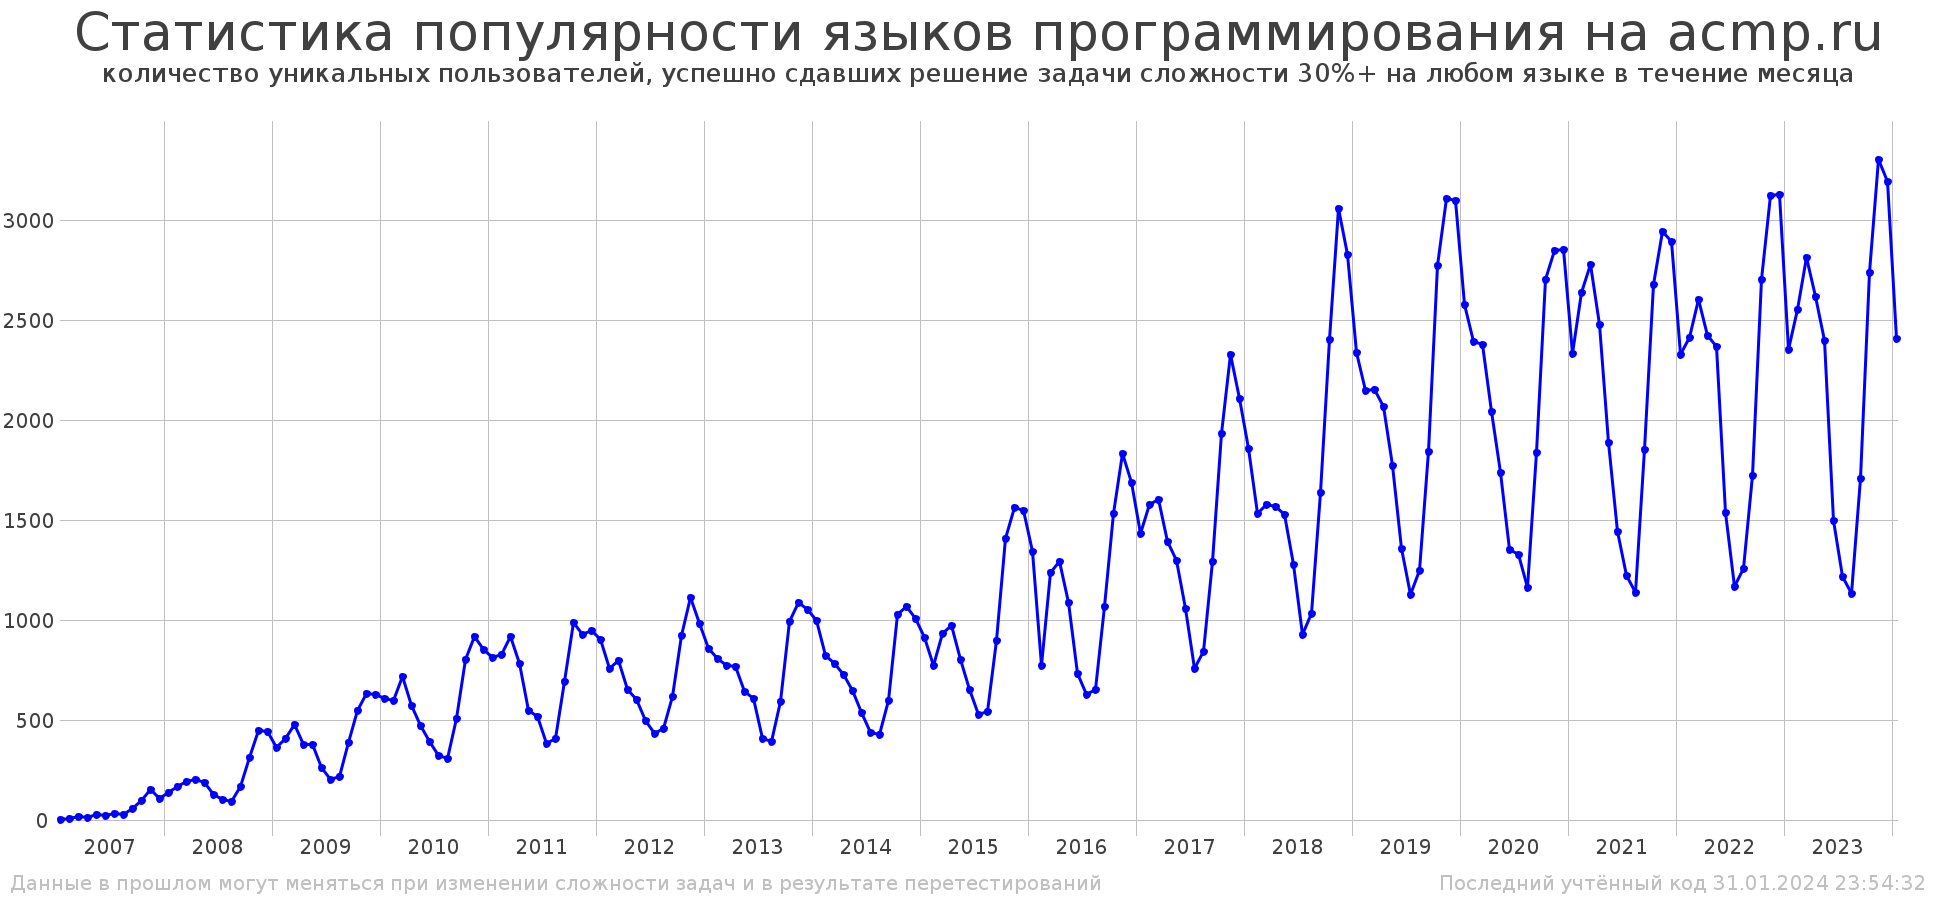 Статистика популярности языков программирования на acmp.ru
количество уникальных пользователей, успешно сдавших решение задачи сложности 30%+ на любом языке в течение месяца
3000
2500
2000
1500
1000
500
0
2007 2008 2009 2010 2011 2012 2013 2014 2015 2016 2017 2018 2019 2020 2021 2022 2023
Данные в прошлом могут меняться при изменении сложности задач и в результате перетестирований
Последний учтённый код 31.01.2024 23:54:32